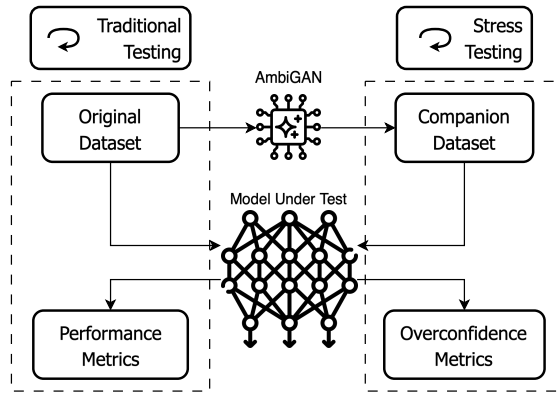 Traditional
Testing
Stress
Testing
AmbiGAN
Original
Dataset
Companion
Dataset
Model Under Test
Performance
Metrics
Overconfidence
Metrics